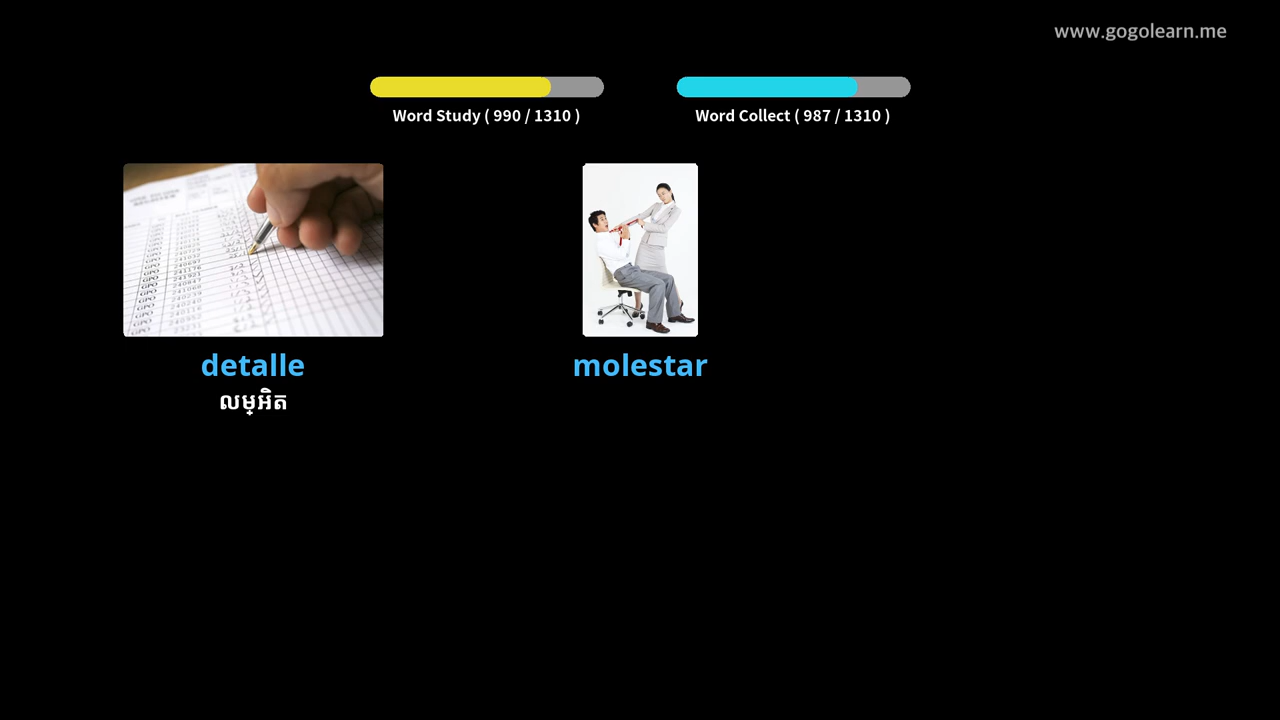 www.gogolearn.me
Word Study ( 990 / 1310 )
Word Collect ( 987 / 1310 )
detalle
លម្អិត
molestar